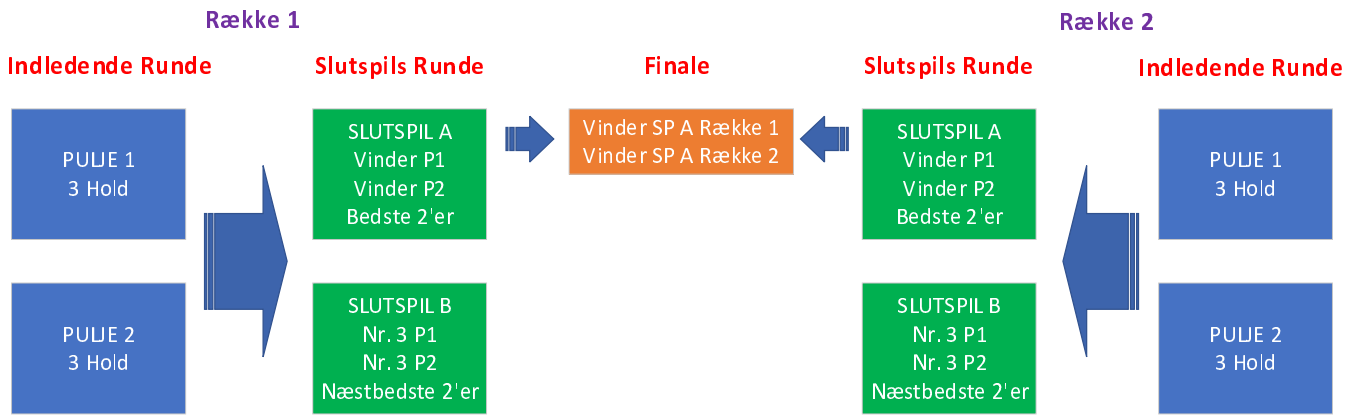 Række 1
Række 2
Indledende Runde
Slutspils Runde
Finale
Slutspils Runde
Indledende Runde
PULJE 1
3 Hold
SLUTSPIL A
Vinder P1
Vinder P2
Bedste 2'er
Vinder SP A Række 1
Vinder SP A Række 2
SLUTSPIL A
Vinder P1
Vinder P2
Bedste 2'er
PULJE 1
3 Hold
PULJE 2
3 Hold
SLUTSPIL B
Nr. 3 P1
Nr. 3 P2
Næstbedste 2'er
SLUTSPIL B
Nr. 3 P1
Nr. 3 P2
Næstbedste 2'er
PULJE 2
3 Hold